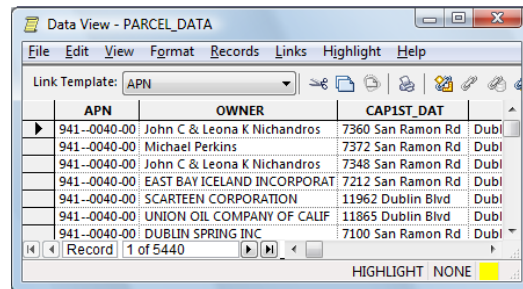 Data View - PARCEL_DATA
File Edit View Format Records Links Highlight Help
Link Template: APN
APN OWNER CAP1ST_DAT
941--0040-00 John C & Leona K Nichandros 7360 San Ramon Rd Dubl
941--0040-00 Michael Perkins 7372 San Ramon Rd Dubl
941--0040-00 John C & Leona K Nichandros 7348 San Ramon Rd Dubl
941--0040-00 EAST BAY ICELAND INCORPORAT 7212 San Ramon Rd Dubl
941--0040-00 SCARTEEN CORPORATION 11962 Dublin Blvd Dubl
941--0040-00 UNION OIL COMPANY OF CALIF 11865 Dublin Blvd Dubl
941--0040-00 DUBLIN SPRING INC 7100 San Ramon Rd Dubl
Record 1 of 5440
HIGHLIGHT NONE